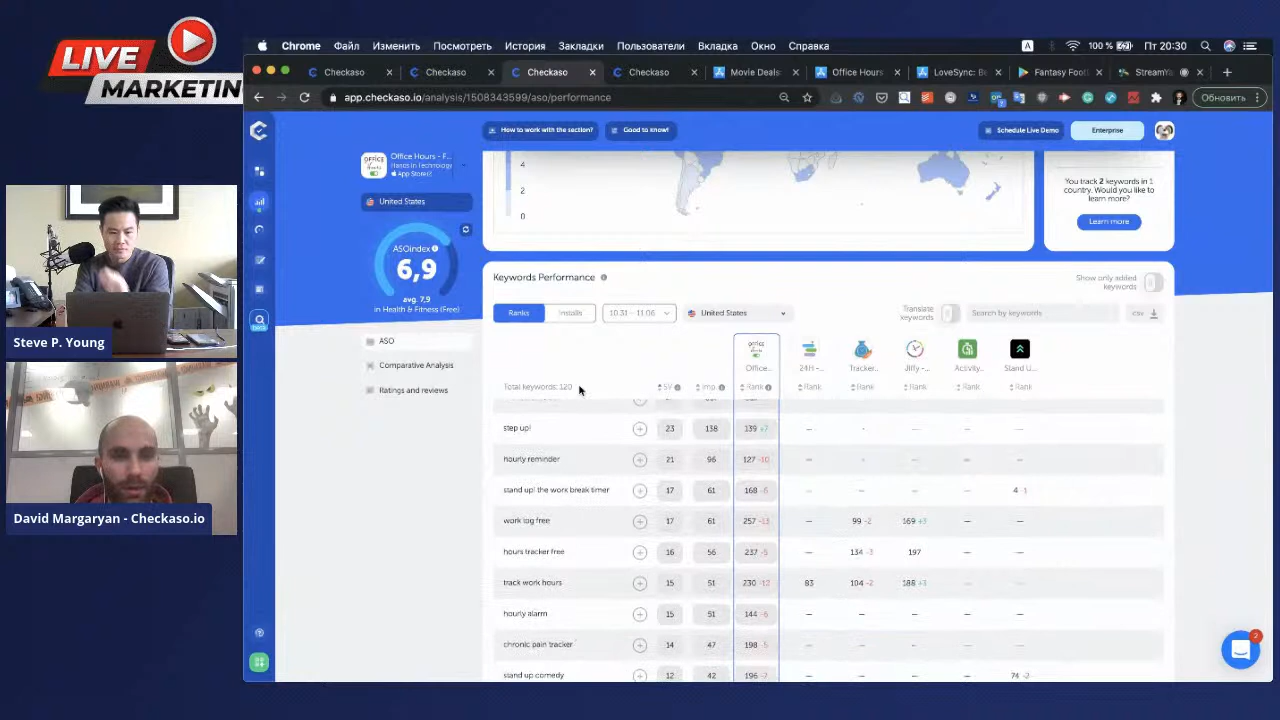 LIVE
MARKETIN
Steve P. Young
David Margaryan - Checkaso.io
Chrome Файл Изменить Посмотреть История Закладки Пользователи Вкладка Окно Справка
A 100 % Пт 20:30
Checkaso Checkaso Checkaso Checkaso Movie Deals: Office Hours LoveSync: Be Fantasy Foot StreamYa
app.checkaso.io/analysis/1508343599/aso/performance
Обновить
How to work with the section? Good to know! Schedule Live Demo Enterprise
OFFICE
Office Hours - F...
Hands In Technology
App Store
United States
ASOindex
6,9
avg. 7,9
in Health & Fitness (Free)
beta
ASO
Comparative Analysis
Ratings and reviews
4
2
0
You track 2 keywords in 1
country. Would you like to
learn more?
Learn more
Keywords Performance
Show only added
keywords
Ranks Installs 10.31 - 11.06 United States
Translate
keywords
Search by keywords .csv
Office... 24H -... Tracker.. Jiffy -... Activity.. Stand U...
Total keywords: 120 SV Imp. Rank Rank Rank Rank Rank Rank
step up! 23 138 139 +7 – – – –
hourly reminder 21 96 127 -10 – – – – –
stand up! the work break timer 17 61 168 – – – – 4 -1
work log free 17 61 257 -13 – 99 -2 169 +3 – –
hours tracker free 16 56 237 -5 – 134 -3 197 – –
track work hours 15 51 230 -12 83 104 -2 188 +3 – –
hourly alarm 15 51 144 – – – – –
chronic pain tracker 14 47 198 -5 – – – – –
stand up comedy 12 42 196 – – – – 74 -2
2